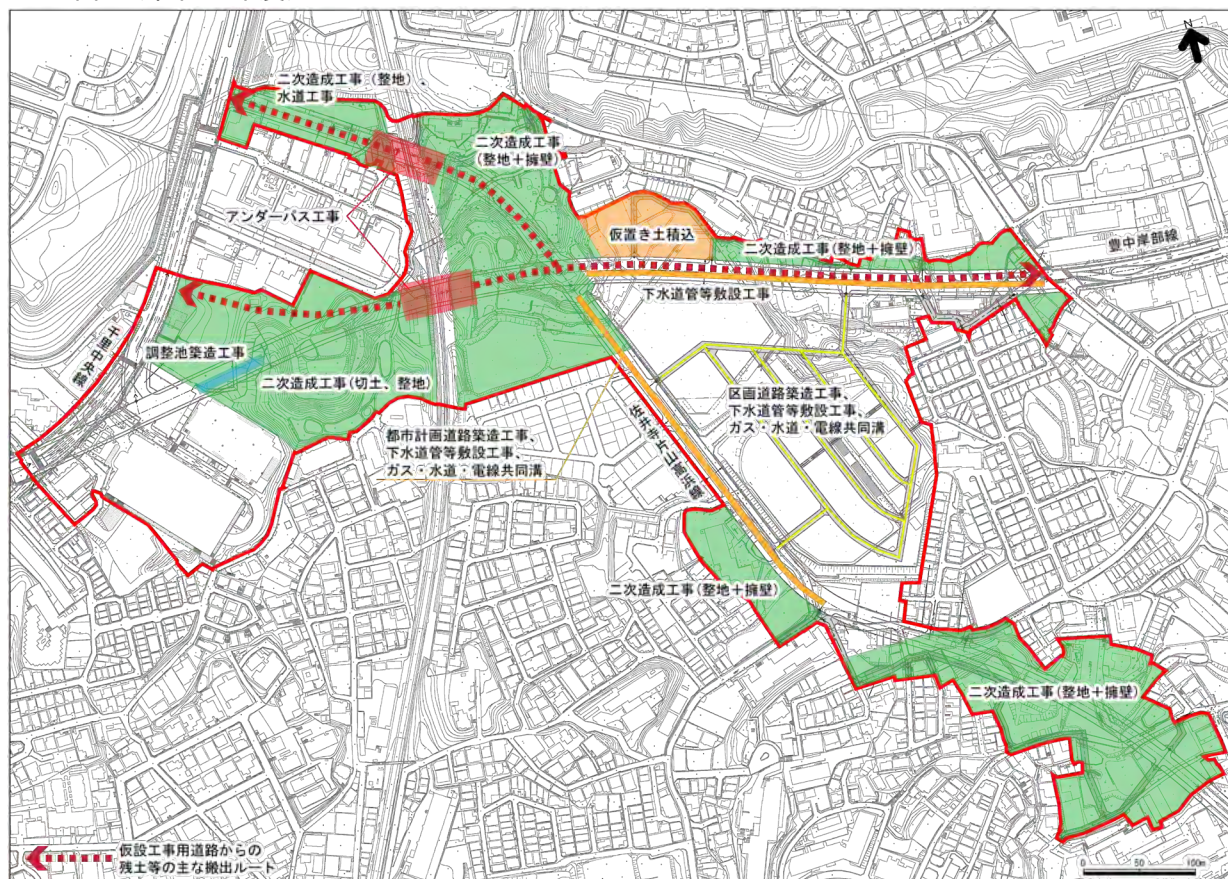 N
二次造成工事（整地）、
水道工事
二次造成工事
(整地＋擁壁)
アンダーパス工事
仮置き土積込
二次造成工事(整地＋擁壁)
豊中岸部線
下水道管等敷設工事
千里中央線
調整池築造工事
二次造成工事(切土、整地)
区画道路築造工事、
下水道管等敷設工事、
ガス・水道・電線共同溝
都市計画道路築造工事、
下水道管等敷設工事、
ガス・水道・電線共同溝
佐井寺片山高浜線
二次造成工事(整地＋擁壁)
二次造成工事(整地＋擁壁)
仮設工事用道路からの
残土等の主な搬出ルート
0 50 100m